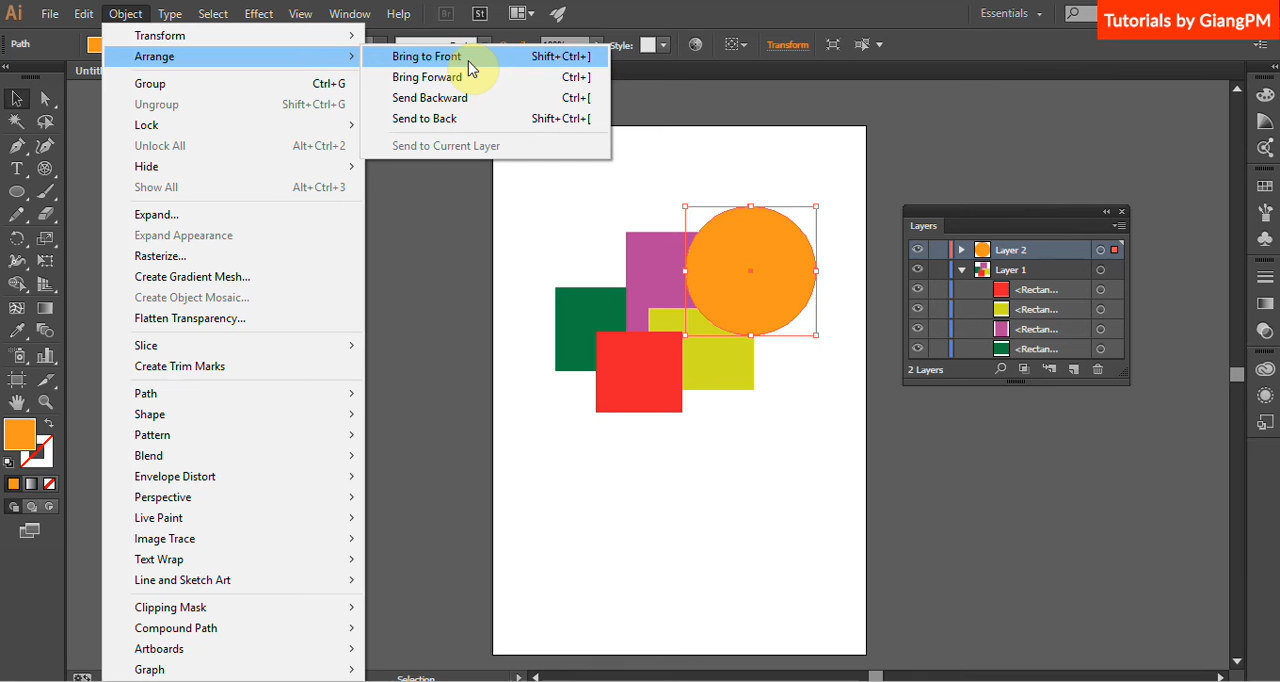 Ai File Edit Object Type Select Effect View Window Help Br St Essentials
Tutorials by GiangPM
Path Style: Transform
Untitl
Transform
Arrange
Group Ctrl+G
Ungroup Shift+Ctrl+G
Lock
Unlock All Alt+Ctrl+2
Hide
Show All Alt+Ctrl+3
Expand...
Expand Appearance
Rasterize...
Create Gradient Mesh...
Create Object Mosaic...
Flatten Transparency...
Slice
Create Trim Marks
Path
Shape
Pattern
Blend
Envelope Distort
Perspective
Live Paint
Image Trace
Text Wrap
Line and Sketch Art
Clipping Mask
Compound Path
Artboards
Graph
Bring to Front Shift+Ctrl+]
Bring Forward Ctrl+]
Send Backward Ctrl+[
Send to Back Shift+Ctrl+[
Send to Current Layer
Layers
Layer 2
Layer 1
<Rectan...
<Rectan...
<Rectan...
<Rectan...
2 Layers
Selection